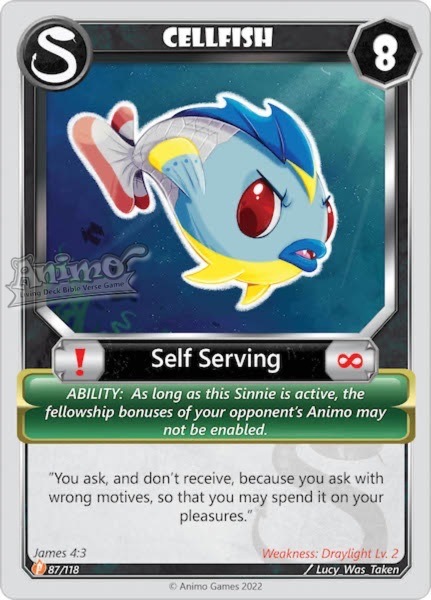 S
CELLFISH
8
Animo
Living Deck Bible Verse Game
!
Self Serving
∞
ABILITY: As long as this Sinnie is active, the
fellowship bonuses of your opponent's Animo may
not be enabled.
"You ask, and don't receive, because you ask with
wrong motives, so that you may spend it on your
pleasures."
James 4:3
Weakness: Draylight Lv. 2
87/118
Lucy_Was_Taken
© Animo Games 2022